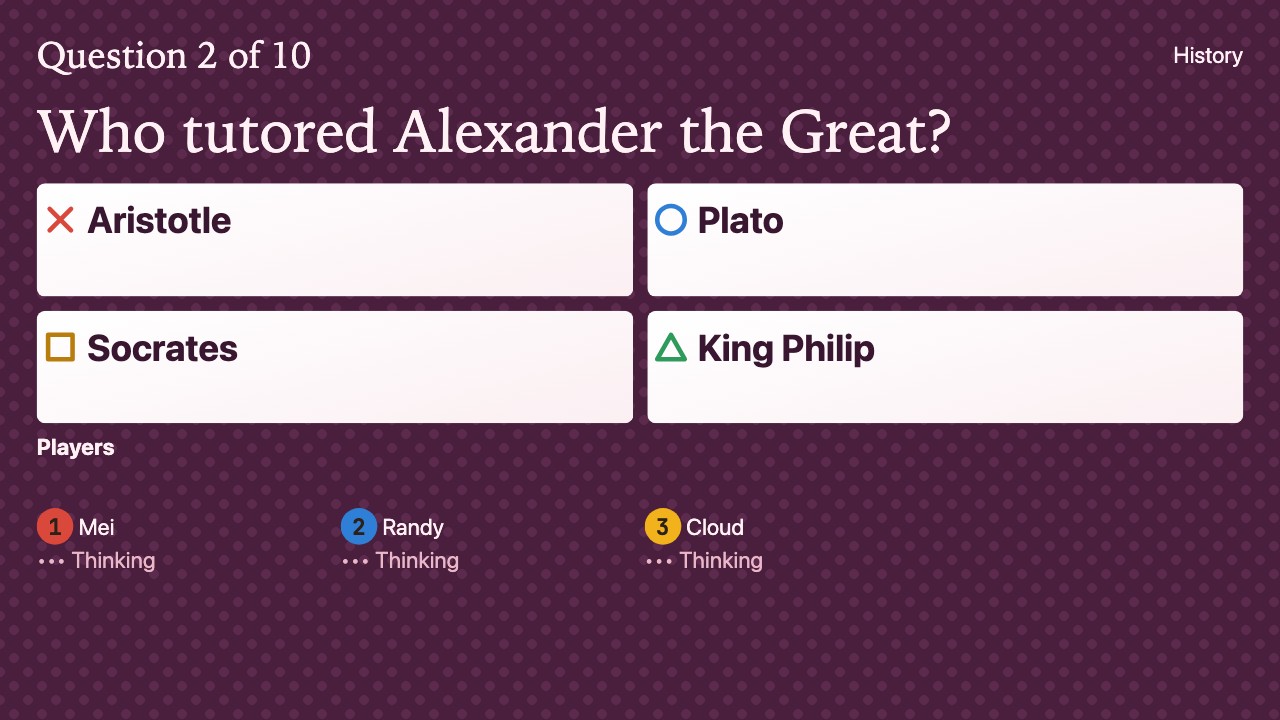 Question 2 of 10
History
Who tutored Alexander the Great?
Aristotle
Plato
Socrates
King Philip
Players
1 Mei
••• Thinking
2 Randy
••• Thinking
3 Cloud
••• Thinking